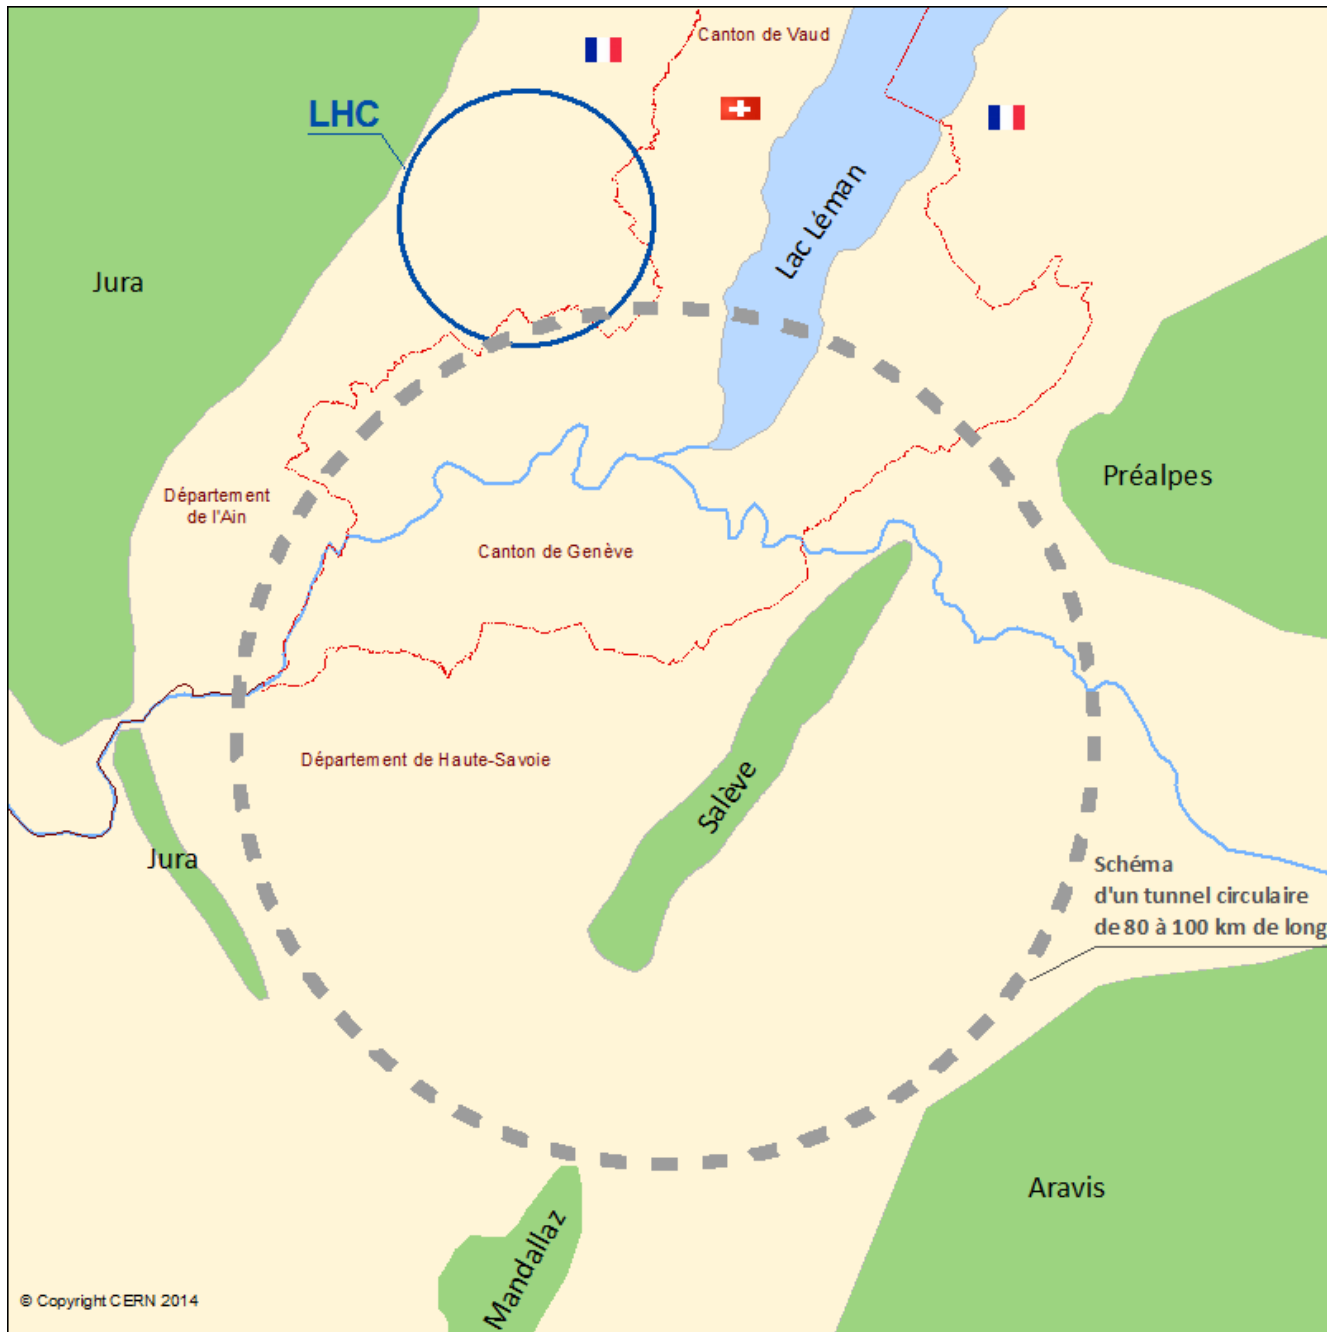 Canton de Vaud
LHC
Lac Léman
Jura
Préalpes
Département
de l'Ain
Canton de Genève
Département de Haute-Savoie
Salève
Jura
Schéma
d'un tunnel circulaire
de 80 à 100 km de long
Aravis
Mandallaz
© Copyright CERN 2014